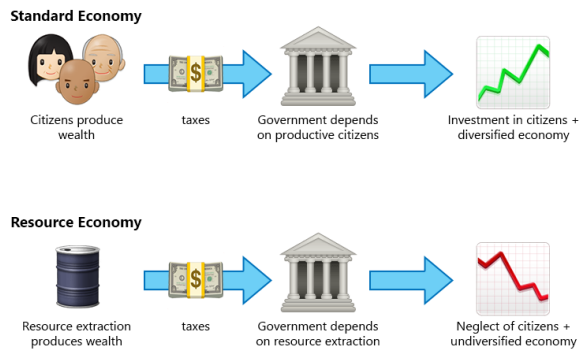 Standard Economy
Citizens produce
wealth
taxes
Government depends
on productive citizens
Investment in citizens +
diversified economy
Resource Economy
Resource extraction
produces wealth
taxes
Government depends
on resource extraction
Neglect of citizens +
undiversified economy